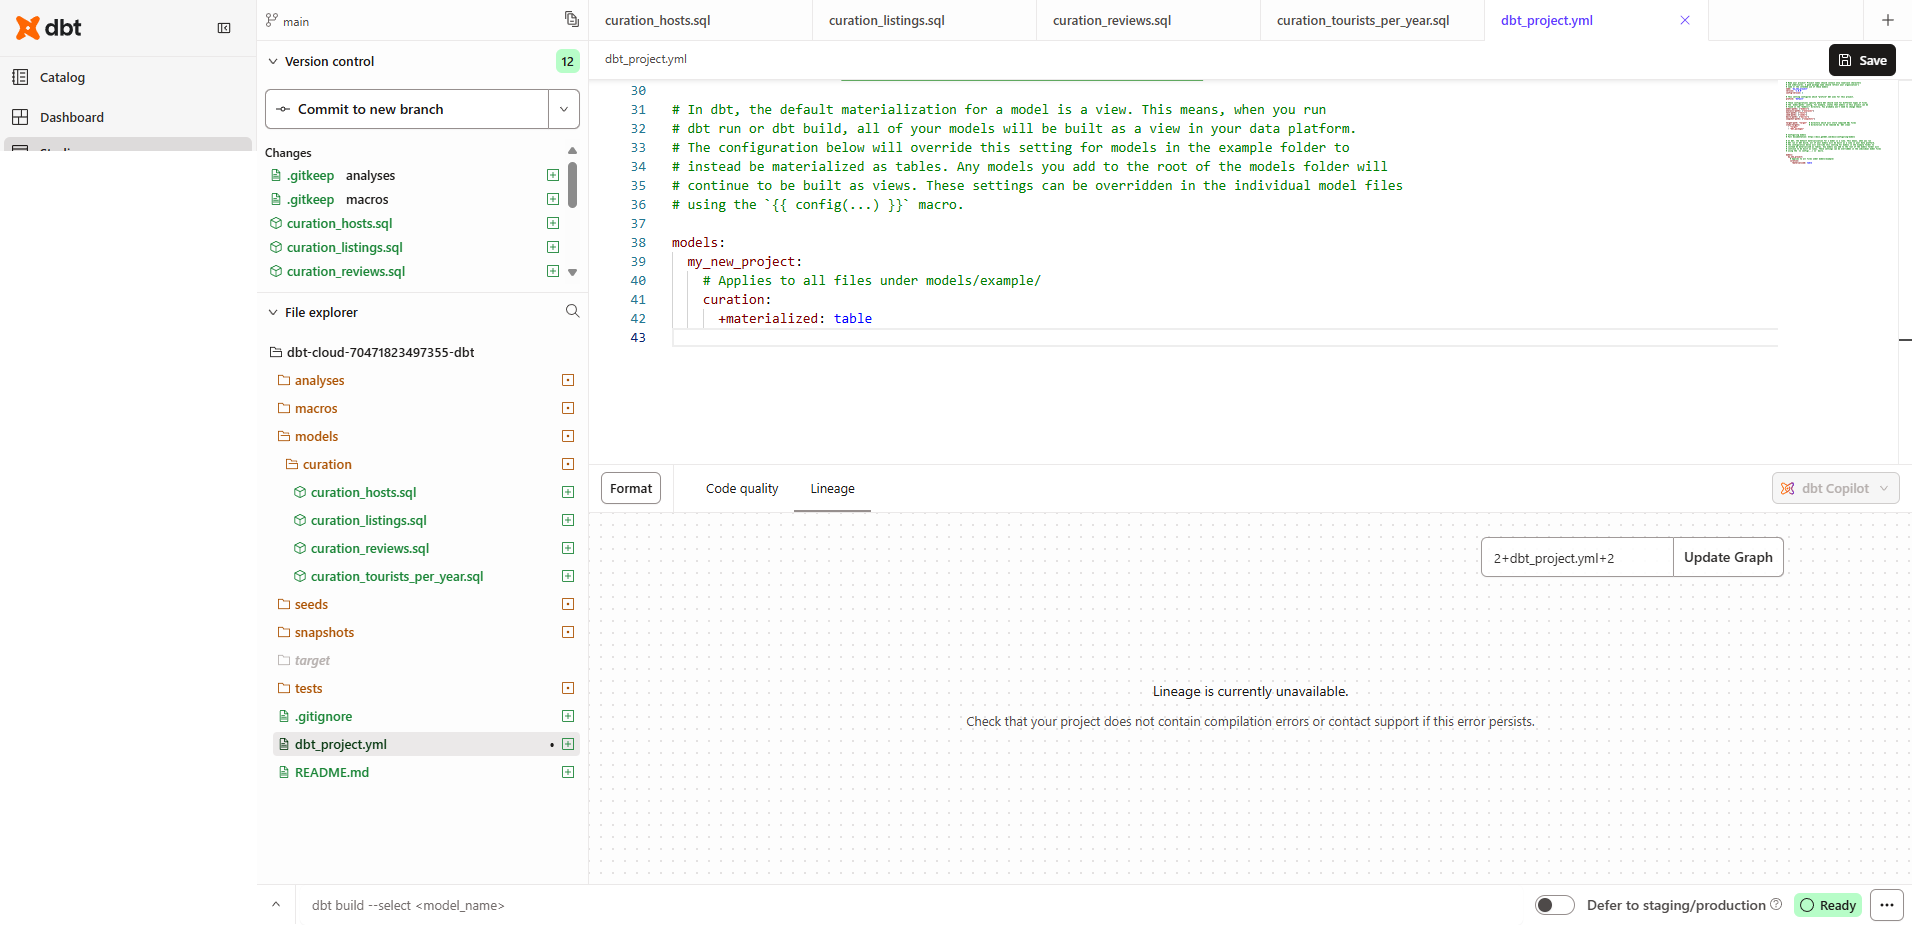 dbt
Catalog
Dashboard
main
Version control
12
Commit to new branch
Changes
.gitkeep analyses
.gitkeep macros
curation_hosts.sql
curation_listings.sql
curation_reviews.sql
File explorer
dbt-cloud-70471823497355-dbt
analyses
macros
models
curation
curation_hosts.sql
curation_listings.sql
curation_reviews.sql
curation_tourists_per_year.sql
seeds
snapshots
target
tests
.gitignore
dbt_project.yml
README.md
curation_hosts.sql
curation_listings.sql
curation_reviews.sql
curation_tourists_per_year.sql
dbt_project.yml
dbt_project.yml
Save
30
31 # In dbt, the default materialization for a model is a view. This means, when you run
32 # dbt run or dbt build, all of your models will be built as a view in your data platform.
33 # The configuration below will override this setting for models in the example folder to
34 # instead be materialized as tables. Any models you add to the root of the models folder will
35 # continue to be built as views. These settings can be overridden in the individual model files
36 # using the `{{ config(...) }}` macro.
37
38 models:
39 my_new_project:
40 # Applies to all files under models/example/
41 curation:
42 +materialized: table
43
Format
Code quality
Lineage
dbt Copilot
2+dbt_project.yml+2
Update Graph
Lineage is currently unavailable.
Check that your project does not contain compilation errors or contact support if this error persists.
dbt build --select <model_name>
Defer to staging/production
Ready